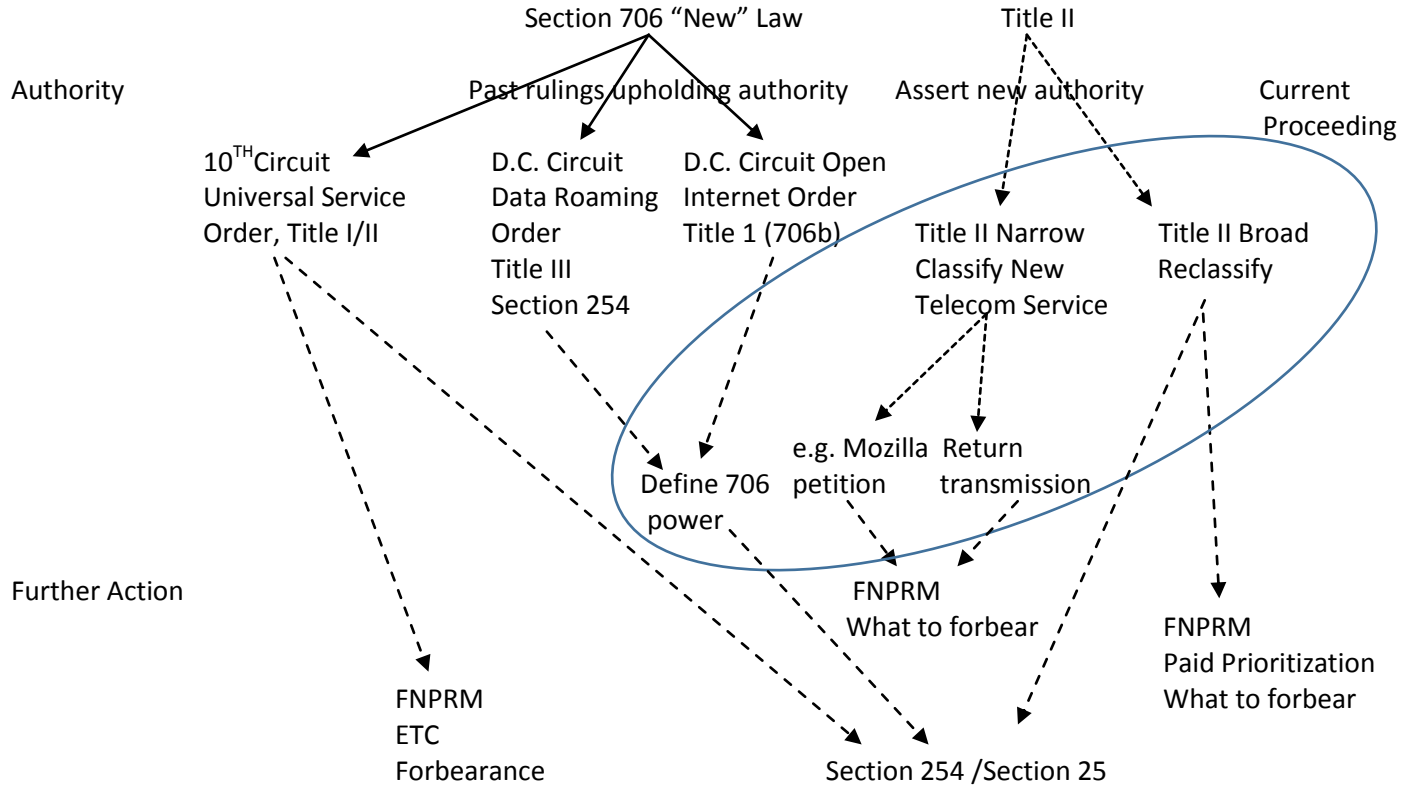 Section 706 “New” Law
Title II
Authority
Past rulings upholding authority
Assert new authority
Current
Proceeding
10THCircuit
Universal Service
Order, Title I/II
D.C. Circuit
Data Roaming
Order
Title III
Section 254
D.C. Circuit Open
Internet Order
Title 1 (706b)
Title II Narrow
Classify New
Telecom Service
Title II Broad
Reclassify
Define 706
power
e.g. Mozilla
petition
Return
transmission
Further Action
FNPRM
What to forbear
FNPRM
Paid Prioritization
What to forbear
FNPRM
ETC
Forbearance
Section 254 /Section 25